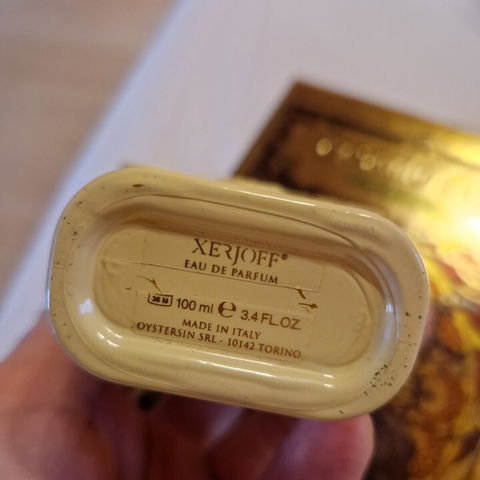 XERJOFF®
EAU DE PARFUM
36 M 100 ml ℮ 3.4 FL.OZ.
MADE IN ITALY
OYSTERSIN SRL - 10142 TORINO